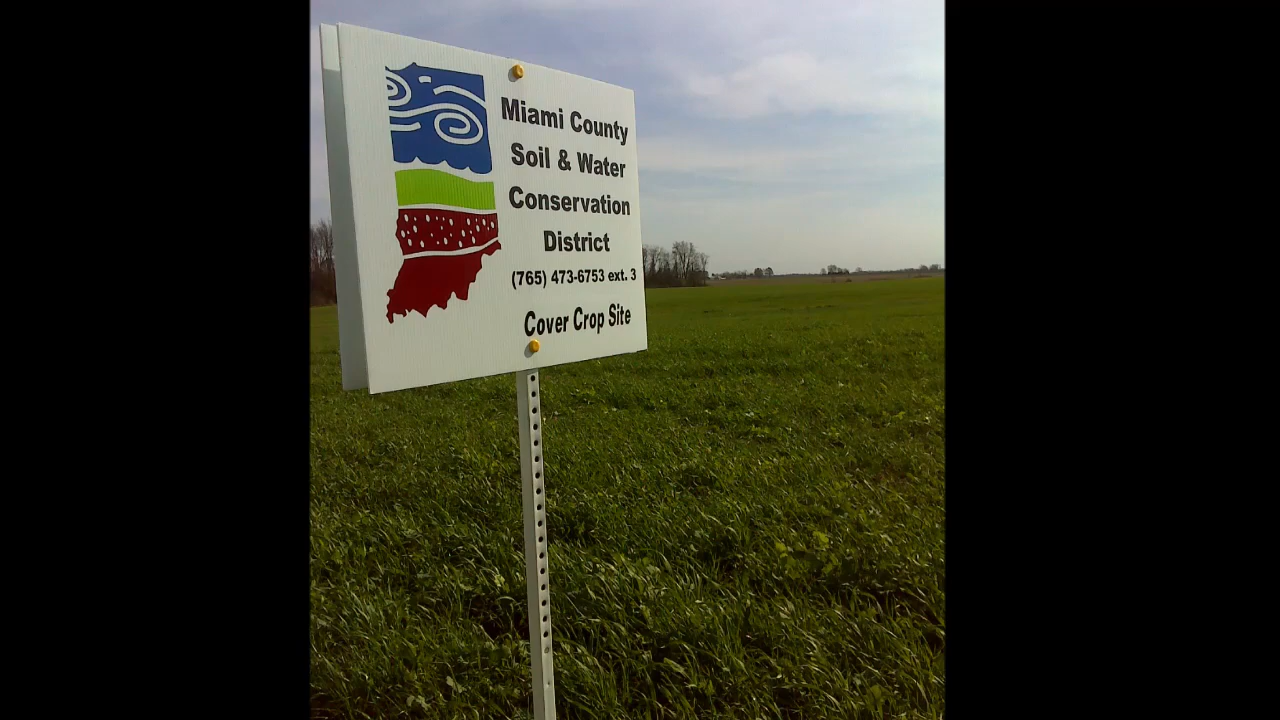 Miami County
Soil & Water
Conservation
District
(765) 473-6753 ext. 3
Cover Crop Site